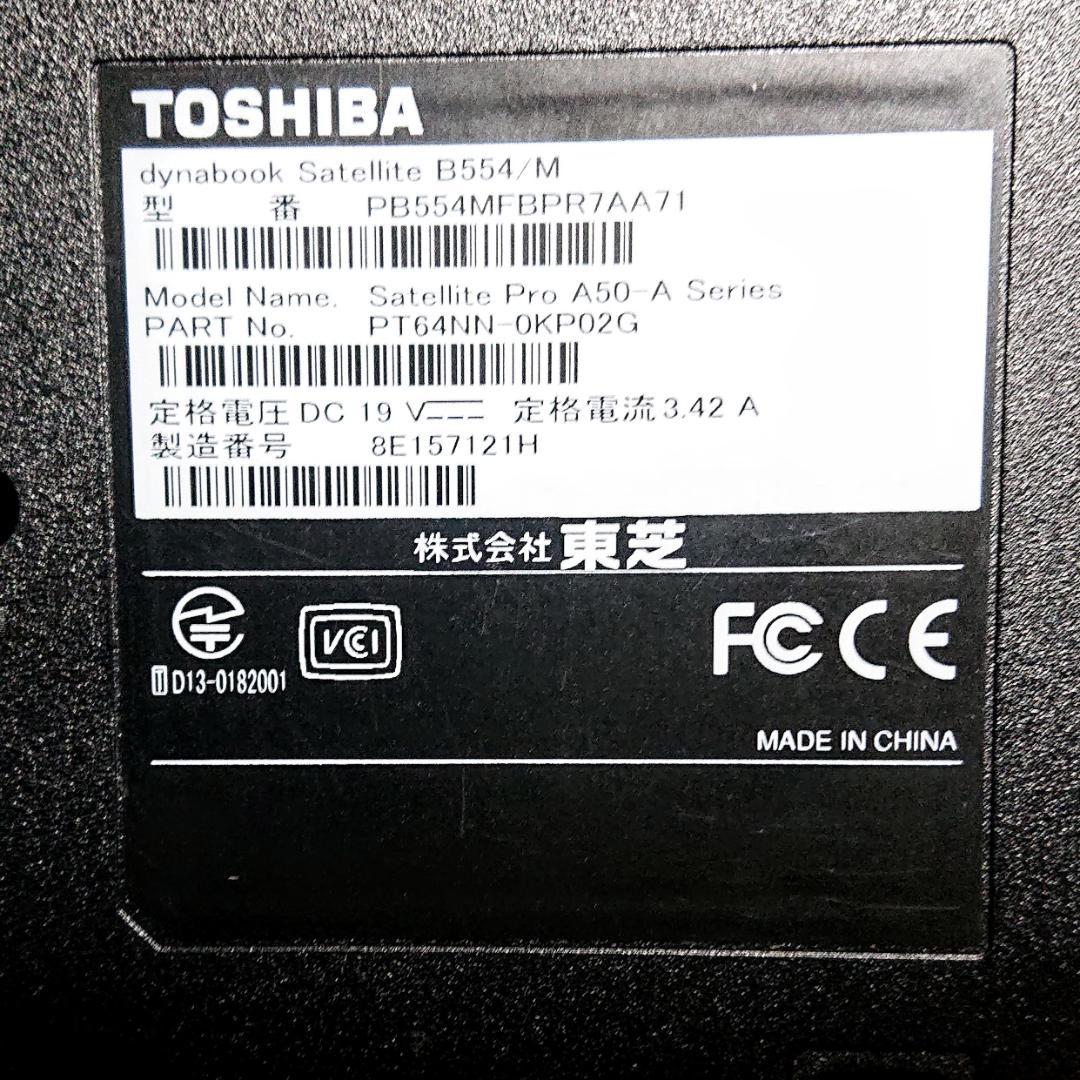 TOSHIBA
dynabook Satellite B554/M
型 番 PB554MFBPR7AA71
Model Name. Satellite Pro A50-A Series
PART No. PT64NN-0KP02G
定格電圧 DC 19 V 定格電流 3.42 A
製造番号 8E157121H
株式会社 東芝
T D13-0182001
VCCI
FC CE
MADE IN CHINA